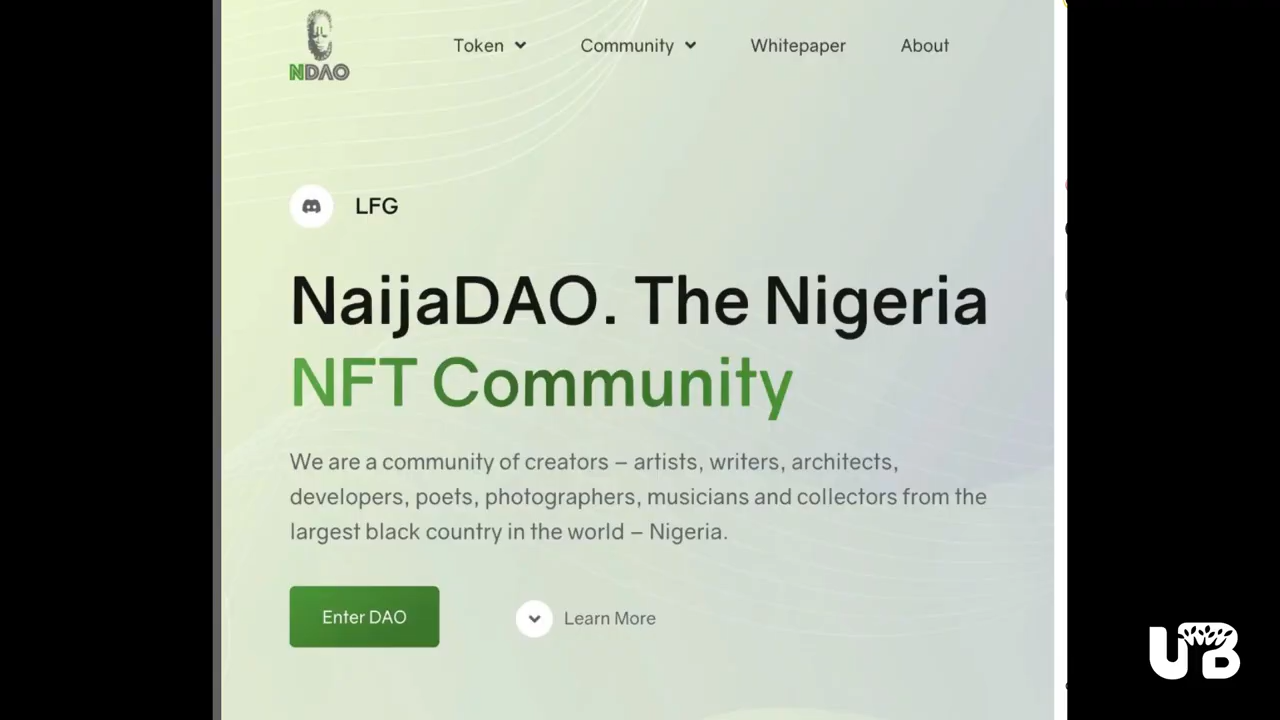 NDAO
Token
Community
Whitepaper
About
LFG
NaijaDAO. The Nigeria
NFT Community
We are a community of creators – artists, writers, architects,
developers, poets, photographers, musicians and collectors from the
largest black country in the world – Nigeria.
Enter DAO
Learn More
UB